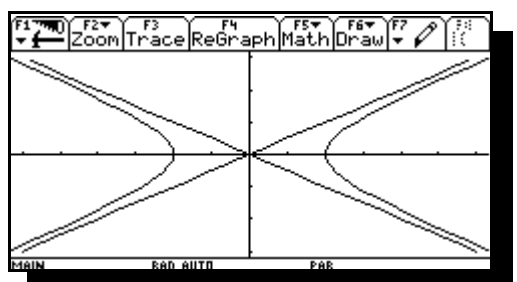 F1 F2 F3 F4 F5 F6 F7
Zoom Trace ReGraph Math Draw
MAIN RAD AUTO PAR